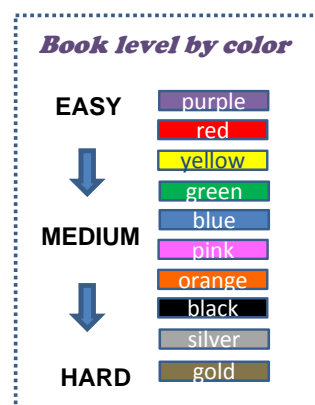 Book level by color
EASY
purple
red
yellow
green
blue
MEDIUM
pink
orange
black
silver
gold
HARD